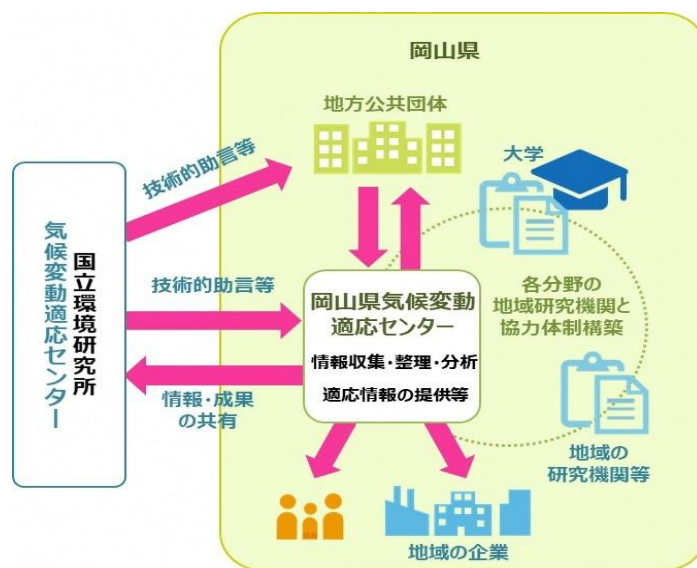 岡山県
地方公共団体
大学
技術的助言等
国立環境研究所
気候変動適応センター
技術的助言等
岡山県気候変動
適応センター
情報収集・整理・分析
適応情報の提供等
各分野の
地域研究機関と
協力体制構築
情報・成果
の共有
地域の
研究機関等
地域の企業